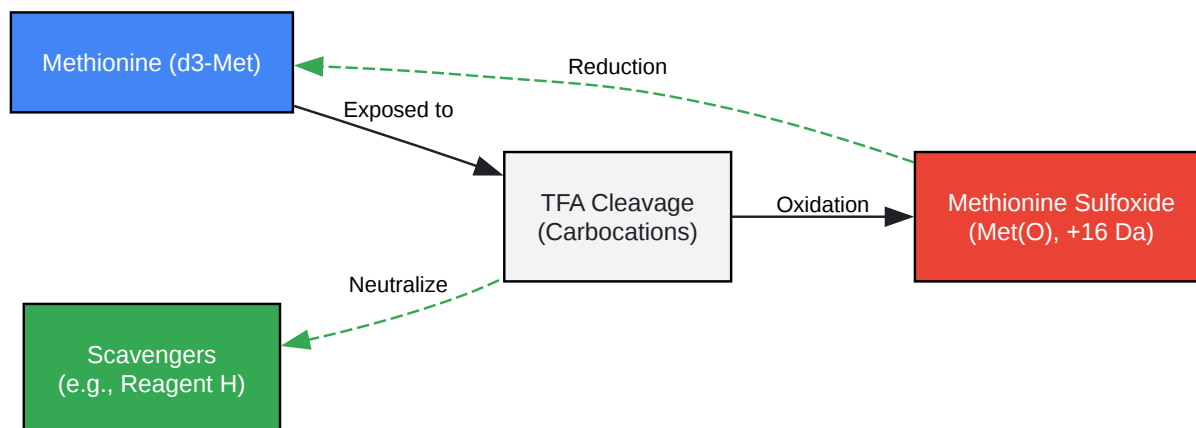 Methionine (d3-Met)
Reduction
Exposed to
TFA Cleavage
(Carbocations)
Oxidation
Methionine Sulfoxide
(Met(O), +16 Da)
Neutralize
Scavengers
(e.g., Reagent H)